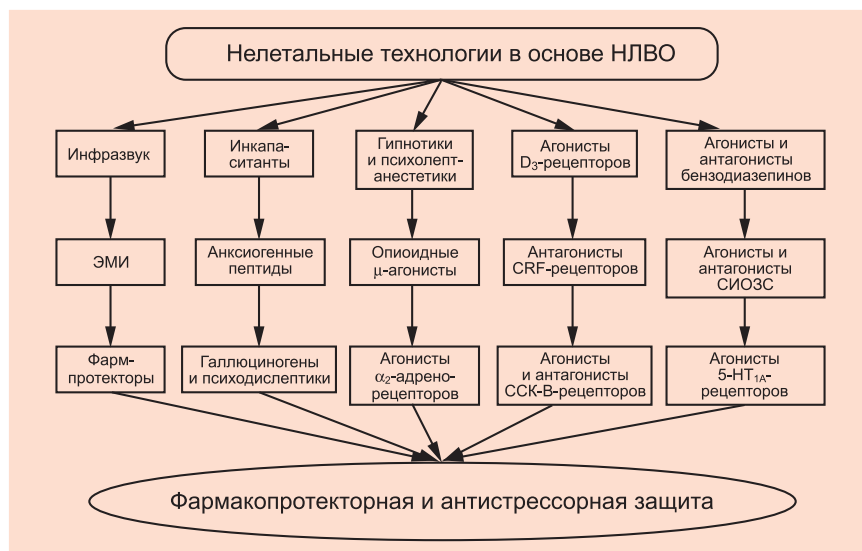 Нелетальные технологии в основе НЛВО
Инфразвук
Инкапа-
ситанты
Гипнотики
и психолепт-
анестетики
Агонисты
D₃-рецепторов
Агонисты и
антагонисты
бензодиазепинов
ЭМИ
Анксиогенные
пептиды
Опиоидные
μ-агонисты
Антагонисты
CRF-рецепторов
Агонисты и
антагонисты
СИОЗС
Фарм-
протекторы
Галлюциногены
и психодислептики
Агонисты
α₂-адрено-
рецепторов
Агонисты
и антагонисты
ССК-В-рецепторов
Агонисты
5-HT₁ₐ-
рецепторов
Фармакопротекторная и антистрессорная защита